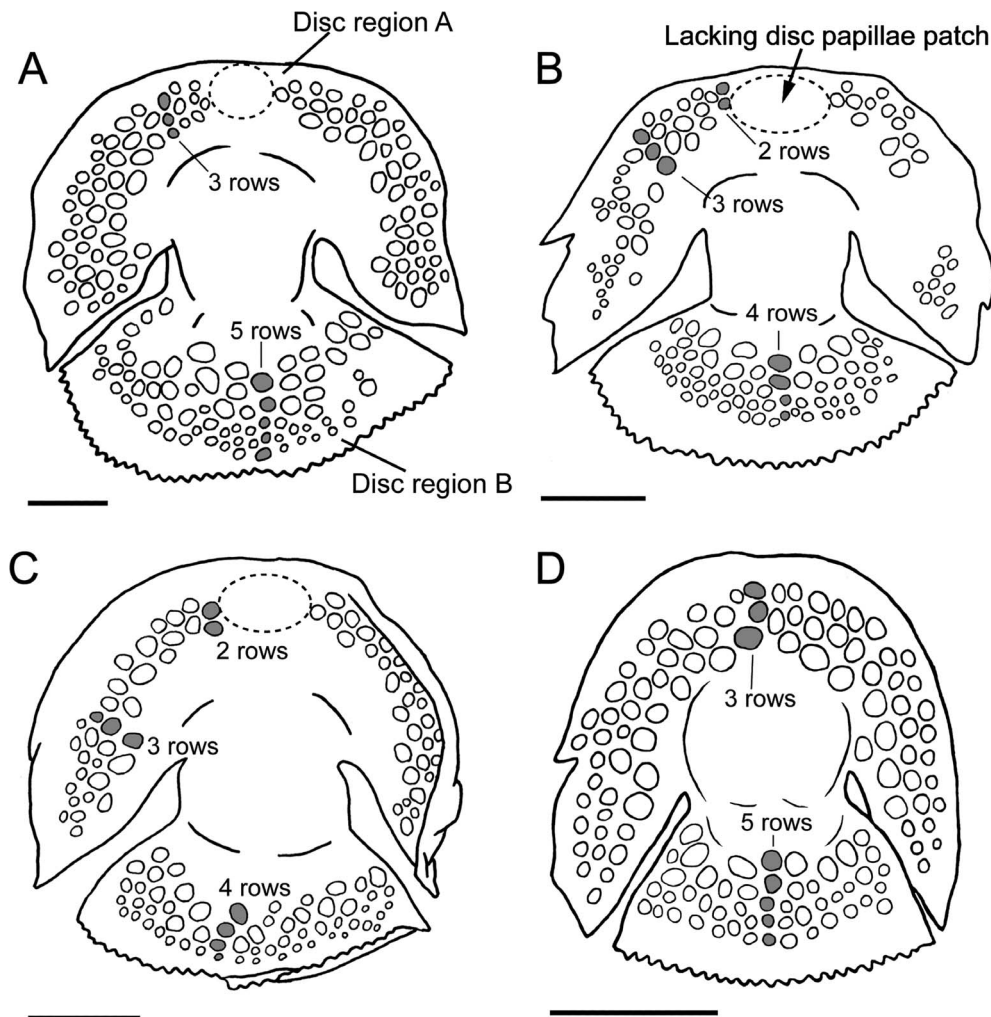 A
Disc region A
3 rows
5 rows
Disc region B
B
Lacking disc papillae patch
2 rows
3 rows
4 rows
C
2 rows
3 rows
4 rows
D
3 rows
5 rows